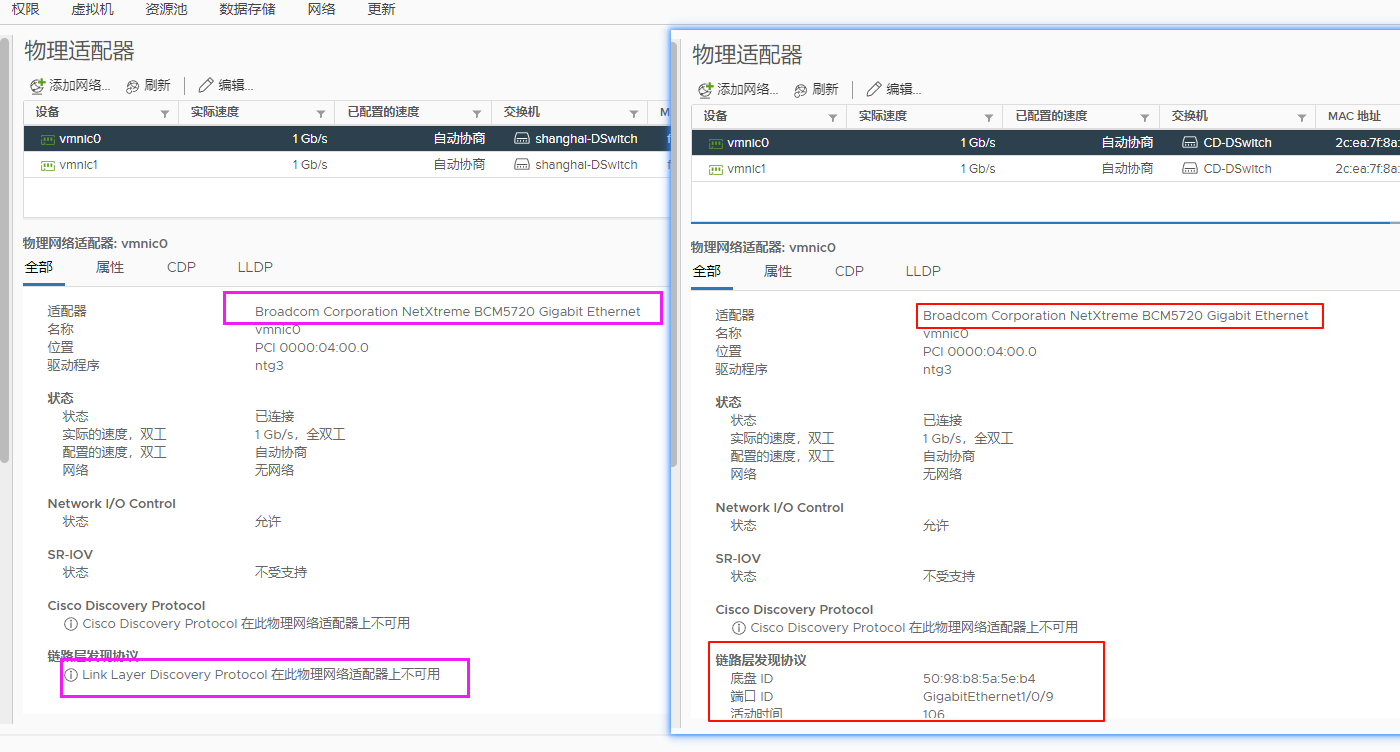 权限 虚拟机 资源池 数据存储 网络 更新
物理适配器
添加网络... 刷新 编辑...
设备 实际速度 已配置的速度 交换机
vmnic0 1 Gb/s 自动协商 shanghai-DSwitch
vmnic1 1 Gb/s 自动协商 shanghai-DSwitch
物理网络适配器: vmnic0
全部 属性 CDP LLDP
适配器 Broadcom Corporation NetXtreme BCM5720 Gigabit Ethernet
名称 vmnic0
位置 PCI 0000:04:00.0
驱动程序 ntg3
状态
状态 已连接
实际的速度，双工 1 Gb/s，全双工
配置的速度，双工 自动协商
网络 无网络
Network I/O Control
状态 允许
SR-IOV
状态 不受支持
Cisco Discovery Protocol
Cisco Discovery Protocol 在此物理网络适配器上不可用
链路层发现协议
Link Layer Discovery Protocol 在此物理网络适配器上不可用
物理适配器
添加网络... 刷新 编辑...
设备 实际速度 已配置的速度 交换机 MAC 地址
vmnic0 1 Gb/s 自动协商 CD-DSwitch 2c:ea:7f:8a:
vmnic1 1 Gb/s 自动协商 CD-DSwitch 2c:ea:7f:8a:
物理网络适配器: vmnic0
全部 属性 CDP LLDP
适配器 Broadcom Corporation NetXtreme BCM5720 Gigabit Ethernet
名称 vmnic0
位置 PCI 0000:04:00.0
驱动程序 ntg3
状态
状态 已连接
实际的速度，双工 1 Gb/s，全双工
配置的速度，双工 自动协商
网络 无网络
Network I/O Control
状态 允许
SR-IOV
状态 不受支持
Cisco Discovery Protocol
Cisco Discovery Protocol 在此物理网络适配器上不可用
链路层发现协议
底盘 ID 50:98:b8:5a:5e:b4
端口 ID GigabitEthernet1/0/9
活动时间 106